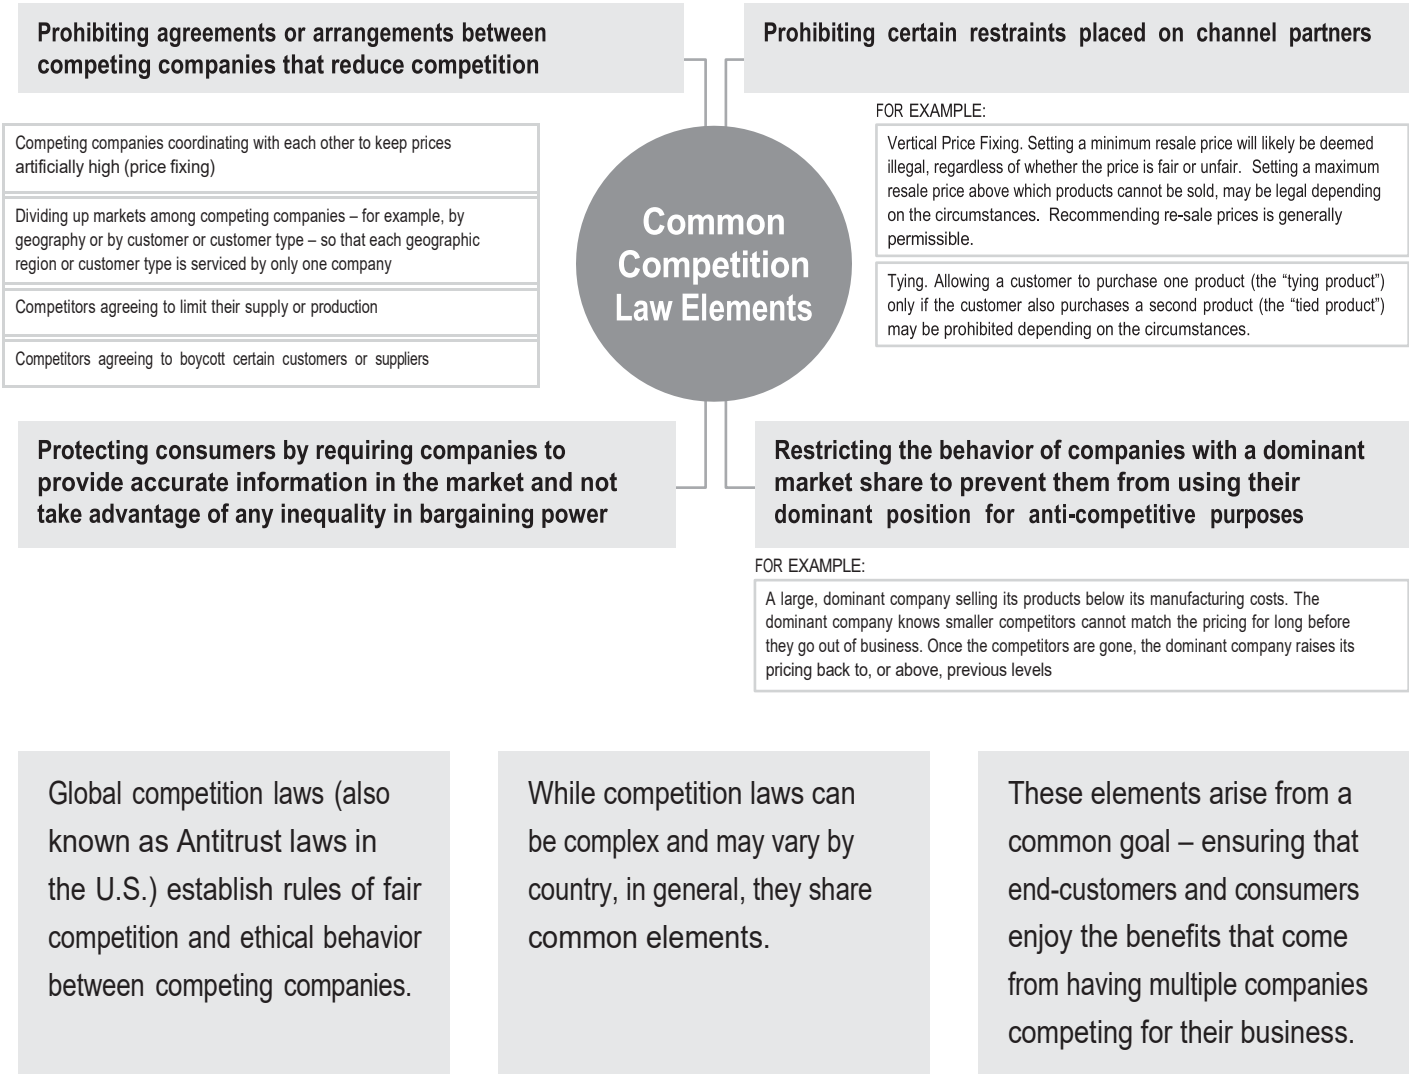 Prohibiting agreements or arrangements between
competing companies that reduce competition
Competing companies coordinating with each other to keep prices
artificially high (price fixing)
Dividing up markets among competing companies – for example, by
geography or by customer or customer type – so that each geographic
region or customer type is serviced by only one company
Competitors agreeing to limit their supply or production
Competitors agreeing to boycott certain customers or suppliers
Prohibiting certain restraints placed on channel partners
FOR EXAMPLE:
Vertical Price Fixing. Setting a minimum resale price will likely be deemed
illegal, regardless of whether the price is fair or unfair. Setting a maximum
resale price above which products cannot be sold, may be legal depending
on the circumstances. Recommending re-sale prices is generally
permissible.
Tying. Allowing a customer to purchase one product (the “tying product”)
only if the customer also purchases a second product (the “tied product”)
may be prohibited depending on the circumstances.
Common
Competition
Law Elements
Protecting consumers by requiring companies to
provide accurate information in the market and not
take advantage of any inequality in bargaining power
Restricting the behavior of companies with a dominant
market share to prevent them from using their
dominant position for anti-competitive purposes
FOR EXAMPLE:
A large, dominant company selling its products below its manufacturing costs. The
dominant company knows smaller competitors cannot match the pricing for long before
they go out of business. Once the competitors are gone, the dominant company raises its
pricing back to, or above, previous levels
Global competition laws (also
known as Antitrust laws in
the U.S.) establish rules of fair
competition and ethical behavior
between competing companies.
While competition laws can
be complex and may vary by
country, in general, they share
common elements.
These elements arise from a
common goal – ensuring that
end-customers and consumers
enjoy the benefits that come
from having multiple companies
competing for their business.